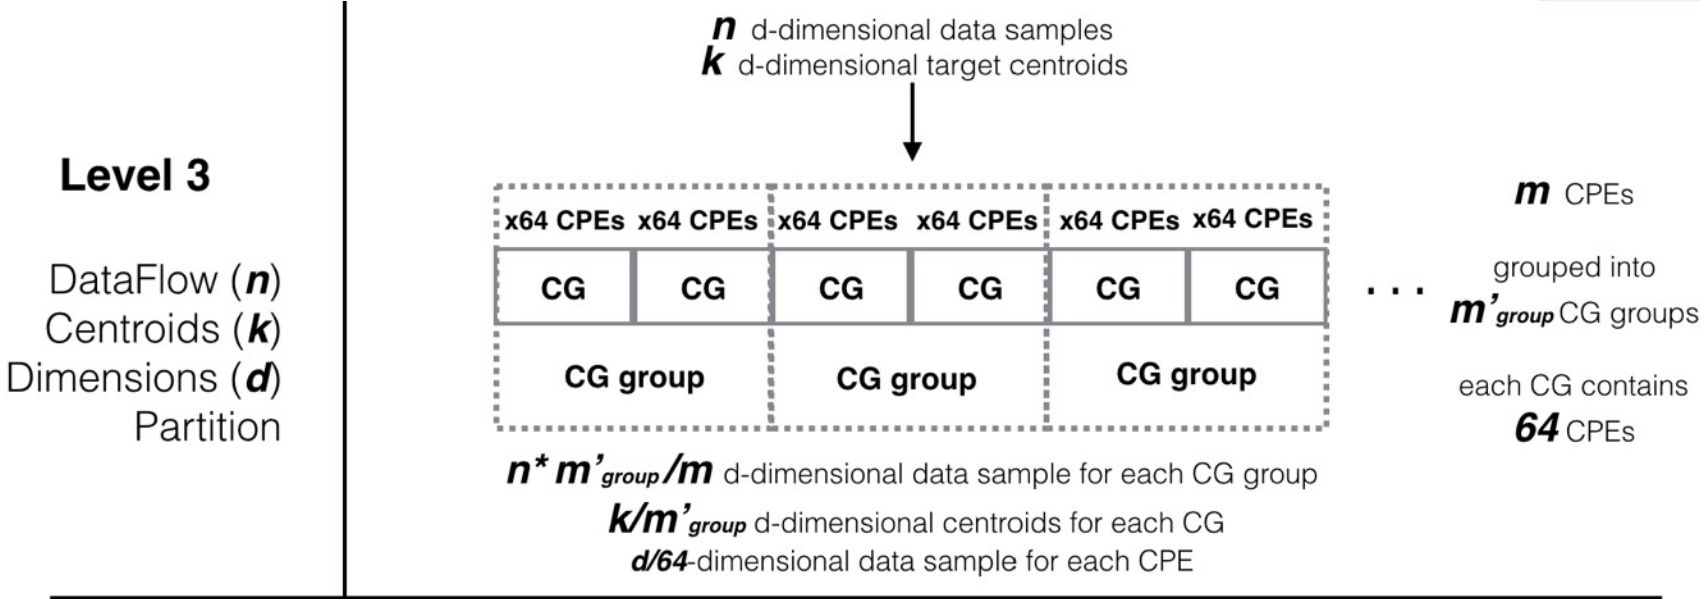 n d-dimensional data samples
k d-dimensional target centroids
Level 3
DataFlow (n)
Centroids (k)
Dimensions (d)
Partition
x64 CPEs x64 CPEs x64 CPEs x64 CPEs x64 CPEs x64 CPEs
CG CG CG CG CG CG
CG group CG group CG group
...
m CPEs
grouped into
m'group CG groups
each CG contains
64 CPEs
n* m'group/m d-dimensional data sample for each CG group
k/m'group d-dimensional centroids for each CG
d/64-dimensional data sample for each CPE